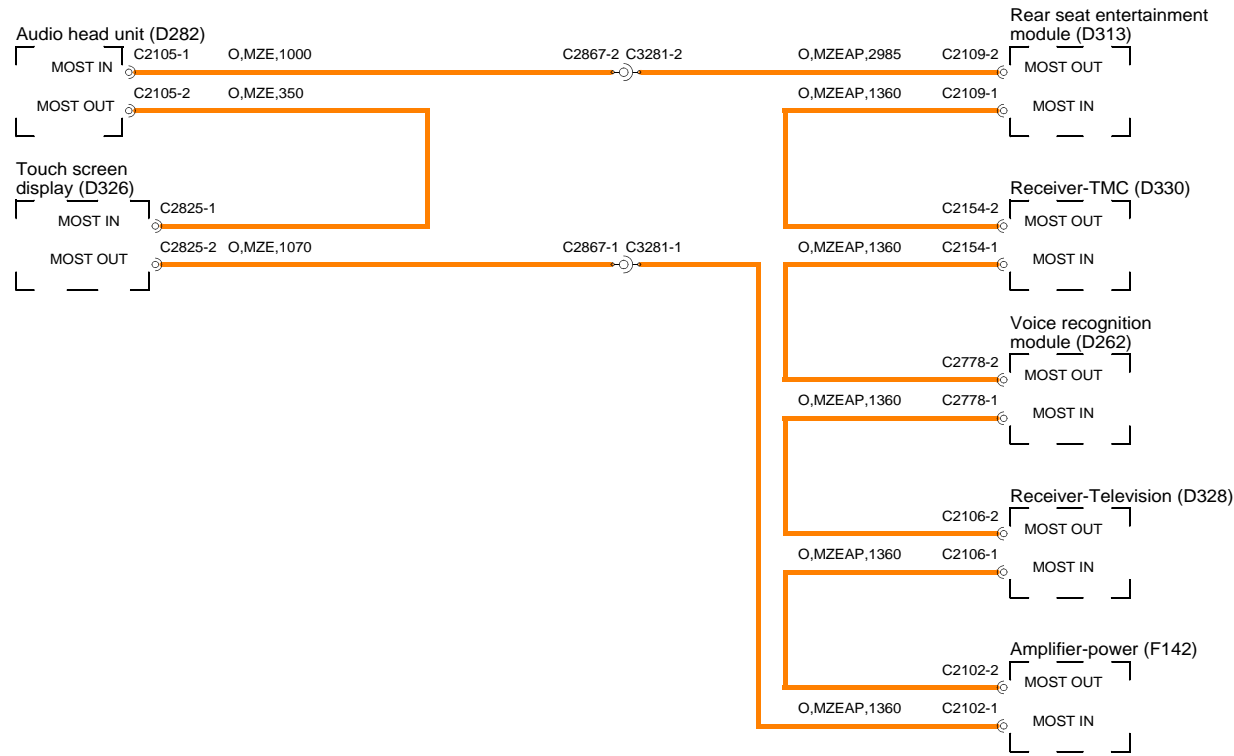 Audio head unit (D282)
MOST IN
C2105-1
O,MZE,1000
C2867-2
C3281-2
O,MZEAP,2985
C2109-2
Rear seat entertainment
module (D313)
MOST OUT
MOST OUT
C2105-2
O,MZE,350
O,MZEAP,1360
C2109-1
MOST IN
Touch screen
display (D326)
MOST IN
C2825-1
C2154-2
Receiver-TMC (D330)
MOST OUT
MOST OUT
C2825-2
O,MZE,1070
C2867-1
C3281-1
O,MZEAP,1360
C2154-1
MOST IN
Voice recognition
module (D262)
C2778-2
MOST OUT
O,MZEAP,1360
C2778-1
MOST IN
Receiver-Television (D328)
C2106-2
MOST OUT
O,MZEAP,1360
C2106-1
MOST IN
Amplifier-power (F142)
C2102-2
MOST OUT
O,MZEAP,1360
C2102-1
MOST IN